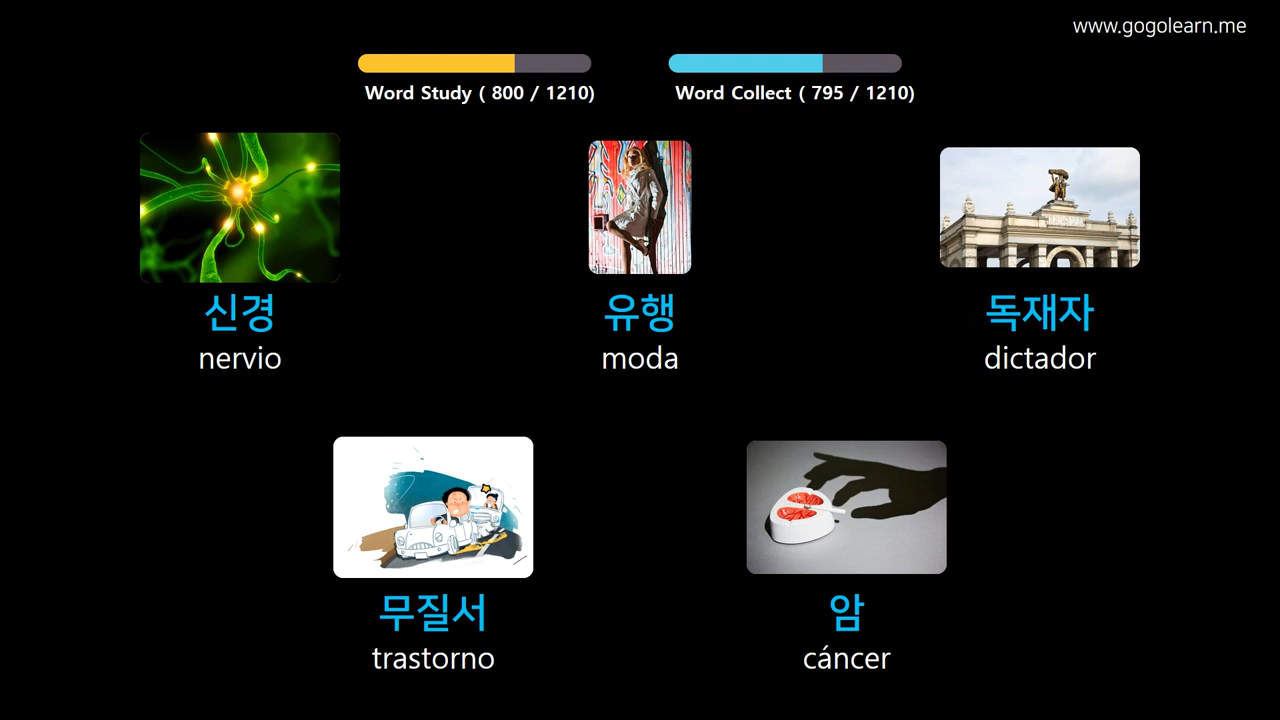 www.gogolearn.me
Word Study ( 800 / 1210)
Word Collect ( 795 / 1210)
신경
nervio
유행
moda
독재자
dictador
무질서
trastorno
암
cáncer